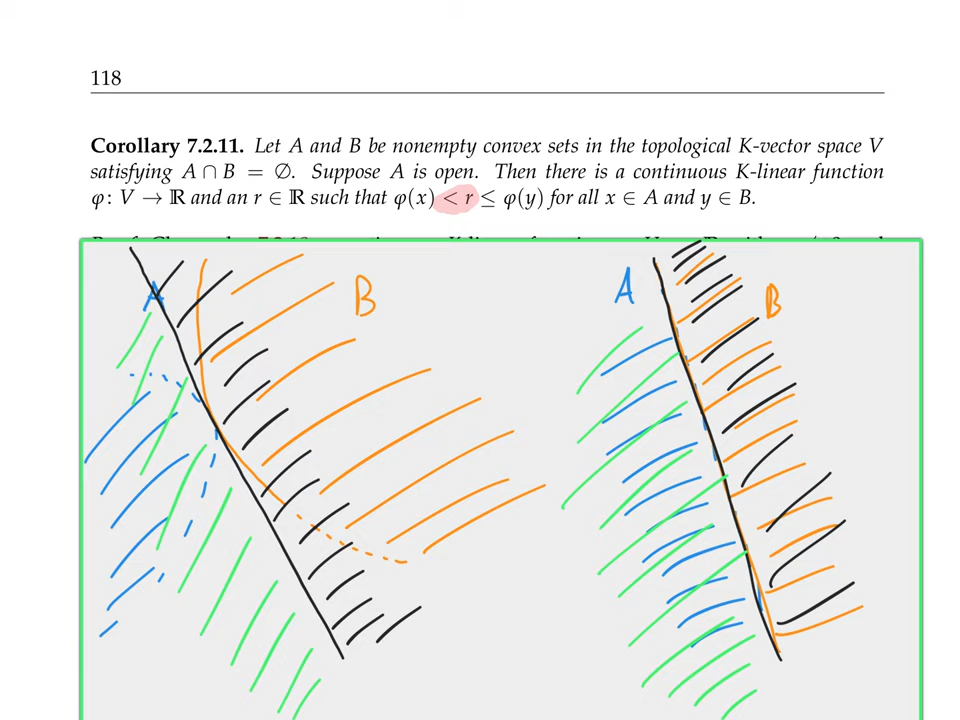 118
Corollary 7.2.11. Let A and B be nonempty convex sets in the topological K-vector space V
satisfying A ∩ B = ∅. Suppose A is open. Then there is a continuous K-linear function
φ: V → ℝ and an r ∈ ℝ such that φ(x) < r ≤ φ(y) for all x ∈ A and y ∈ B.
A B A B